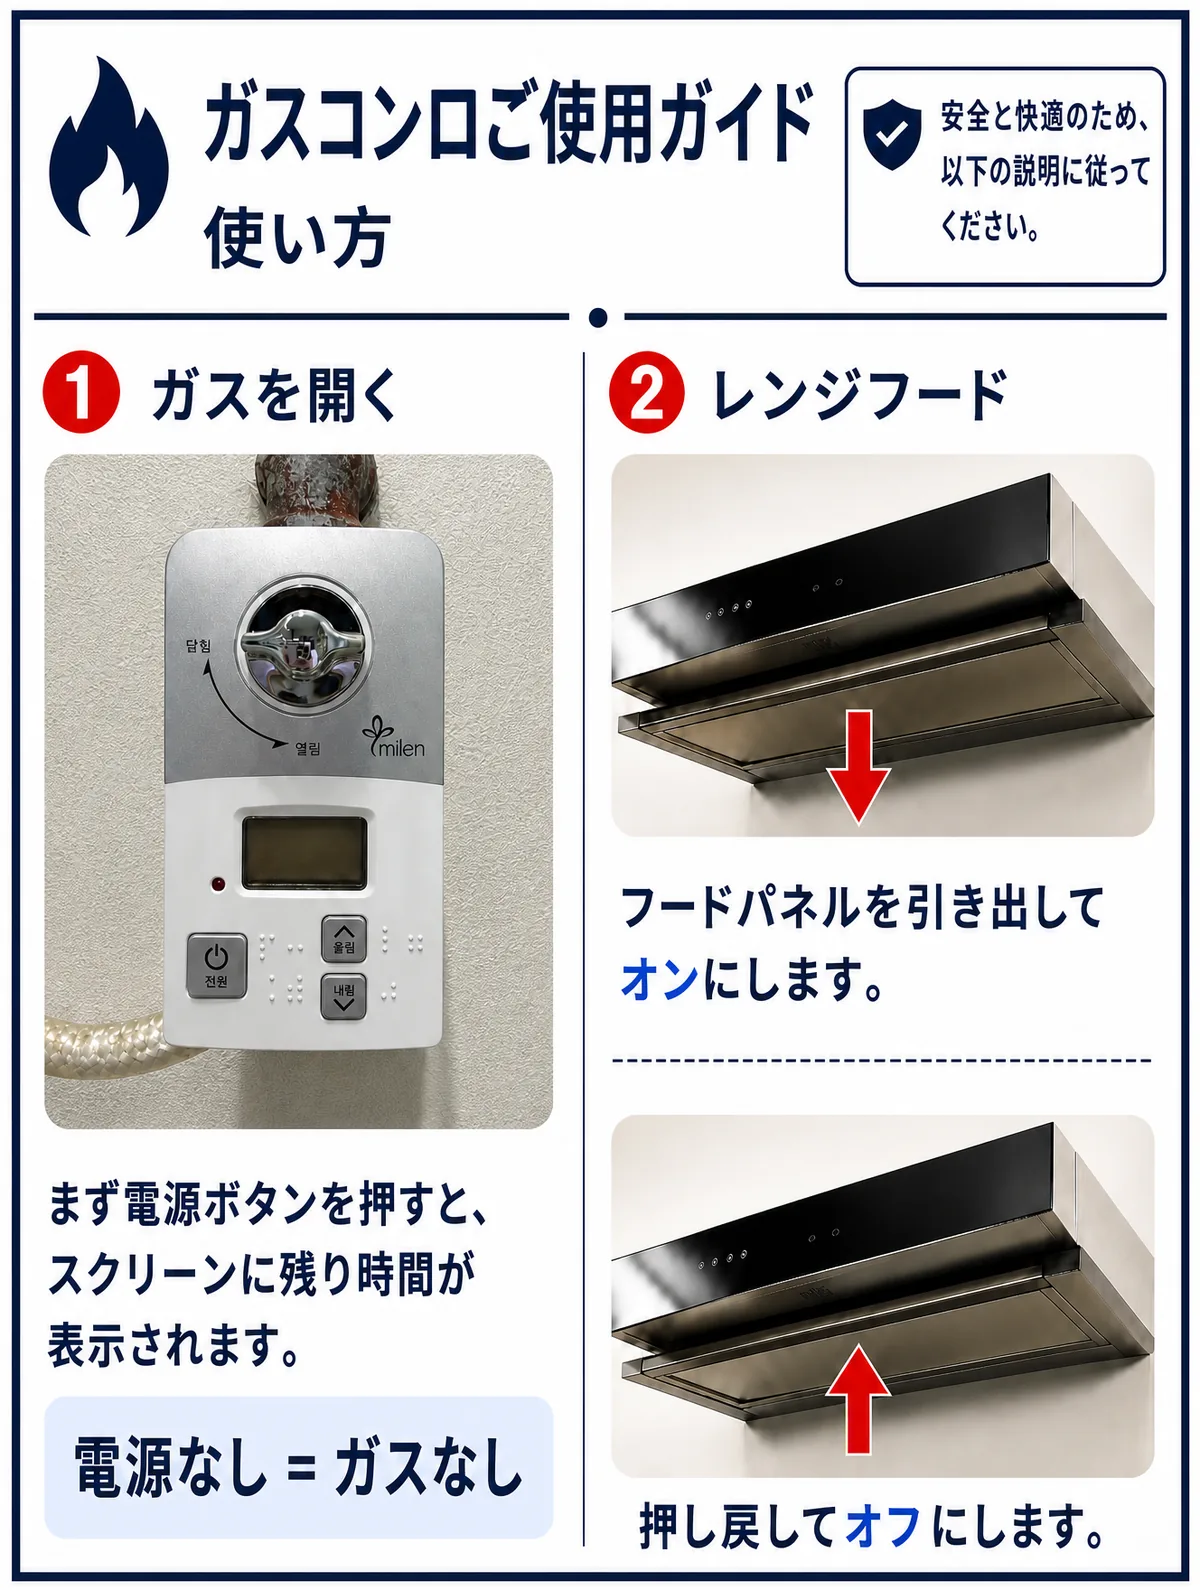 ガスコンロご使用ガイド
使い方
安全と快適のため、
以下の説明に従って
ください。
1 ガスを開く
닫힘
열림
milen
전원
올림
내림
まず電源ボタンを押すと、
スクリーンに残り時間が
表示されます。
電源なし = ガスなし
2 レンジフード
フードパネルを引き出して
オンにします。
押し戻してオフにします。